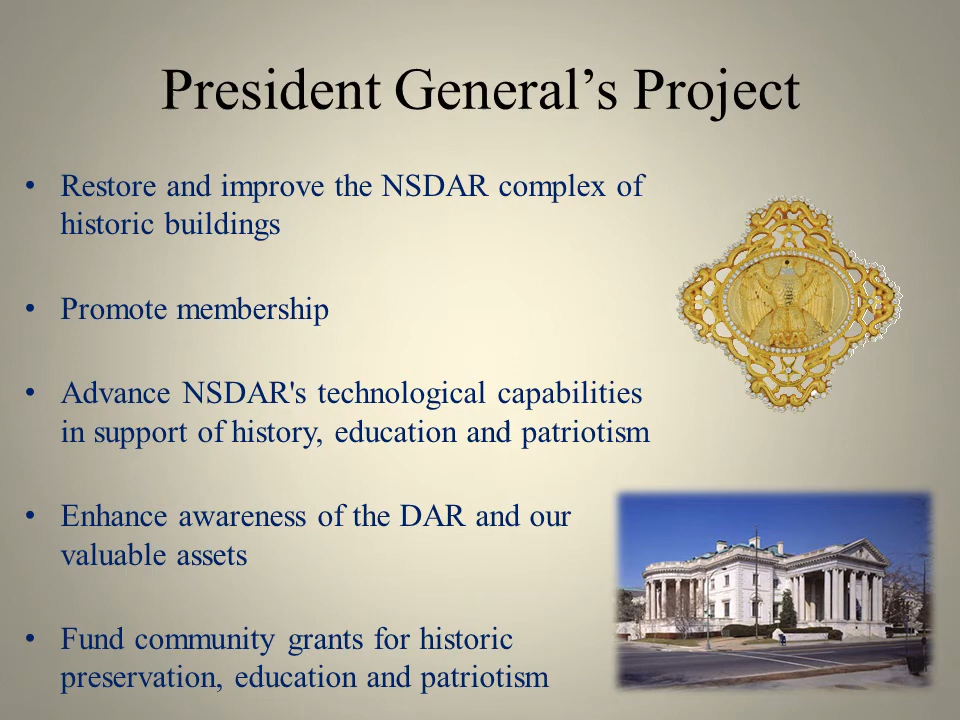 President General’s Project
• Restore and improve the NSDAR complex of
historic buildings
• Promote membership
• Advance NSDAR's technological capabilities
in support of history, education and patriotism
• Enhance awareness of the DAR and our
valuable assets
• Fund community grants for historic
preservation, education and patriotism